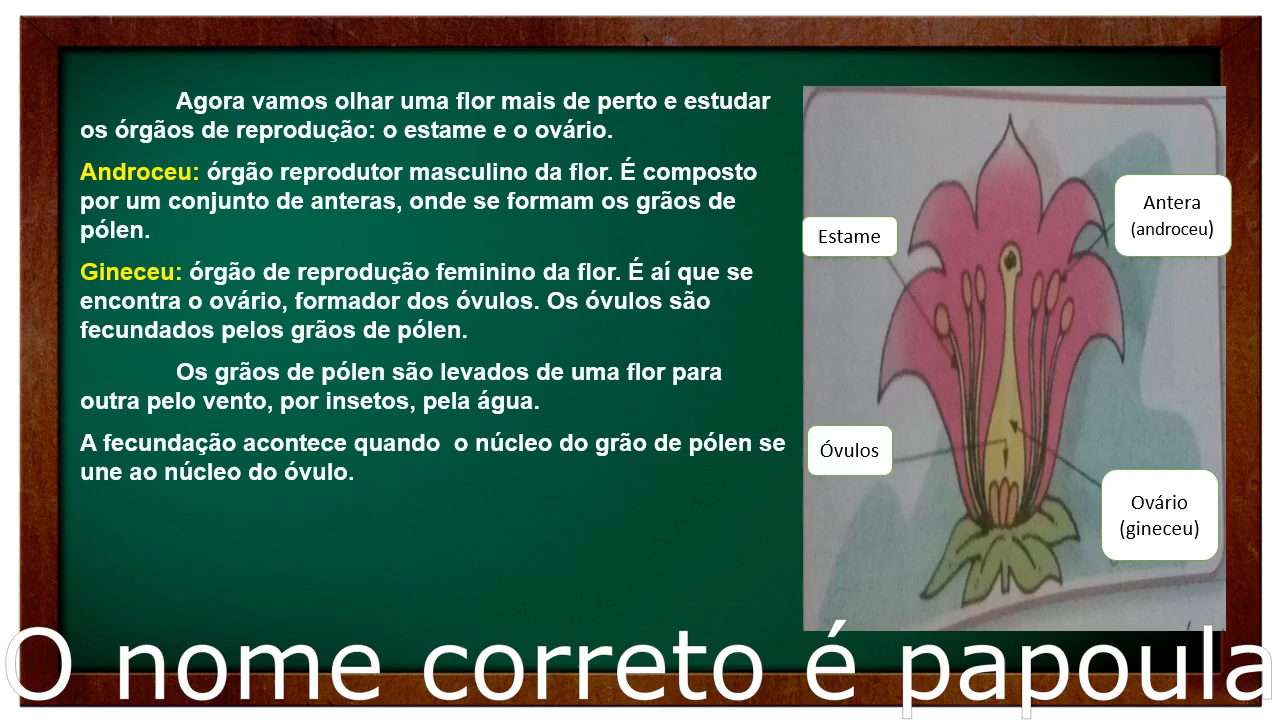 Agora vamos olhar uma flor mais de perto e estudar
os órgãos de reprodução: o estame e o ovário.
Androceu: órgão reprodutor masculino da flor. É composto
por um conjunto de anteras, onde se formam os grãos de
pólen.
Gineceu: órgão de reprodução feminino da flor. É aí que se
encontra o ovário, formador dos óvulos. Os óvulos são
fecundados pelos grãos de pólen.
Os grãos de pólen são levados de uma flor para
outra pelo vento, por insetos, pela água.
A fecundação acontece quando  o núcleo do grão de pólen se
une ao núcleo do óvulo.
Estame
Antera
(androceu)
Óvulos
Ovário
(gineceu)
O nome correto é papoula